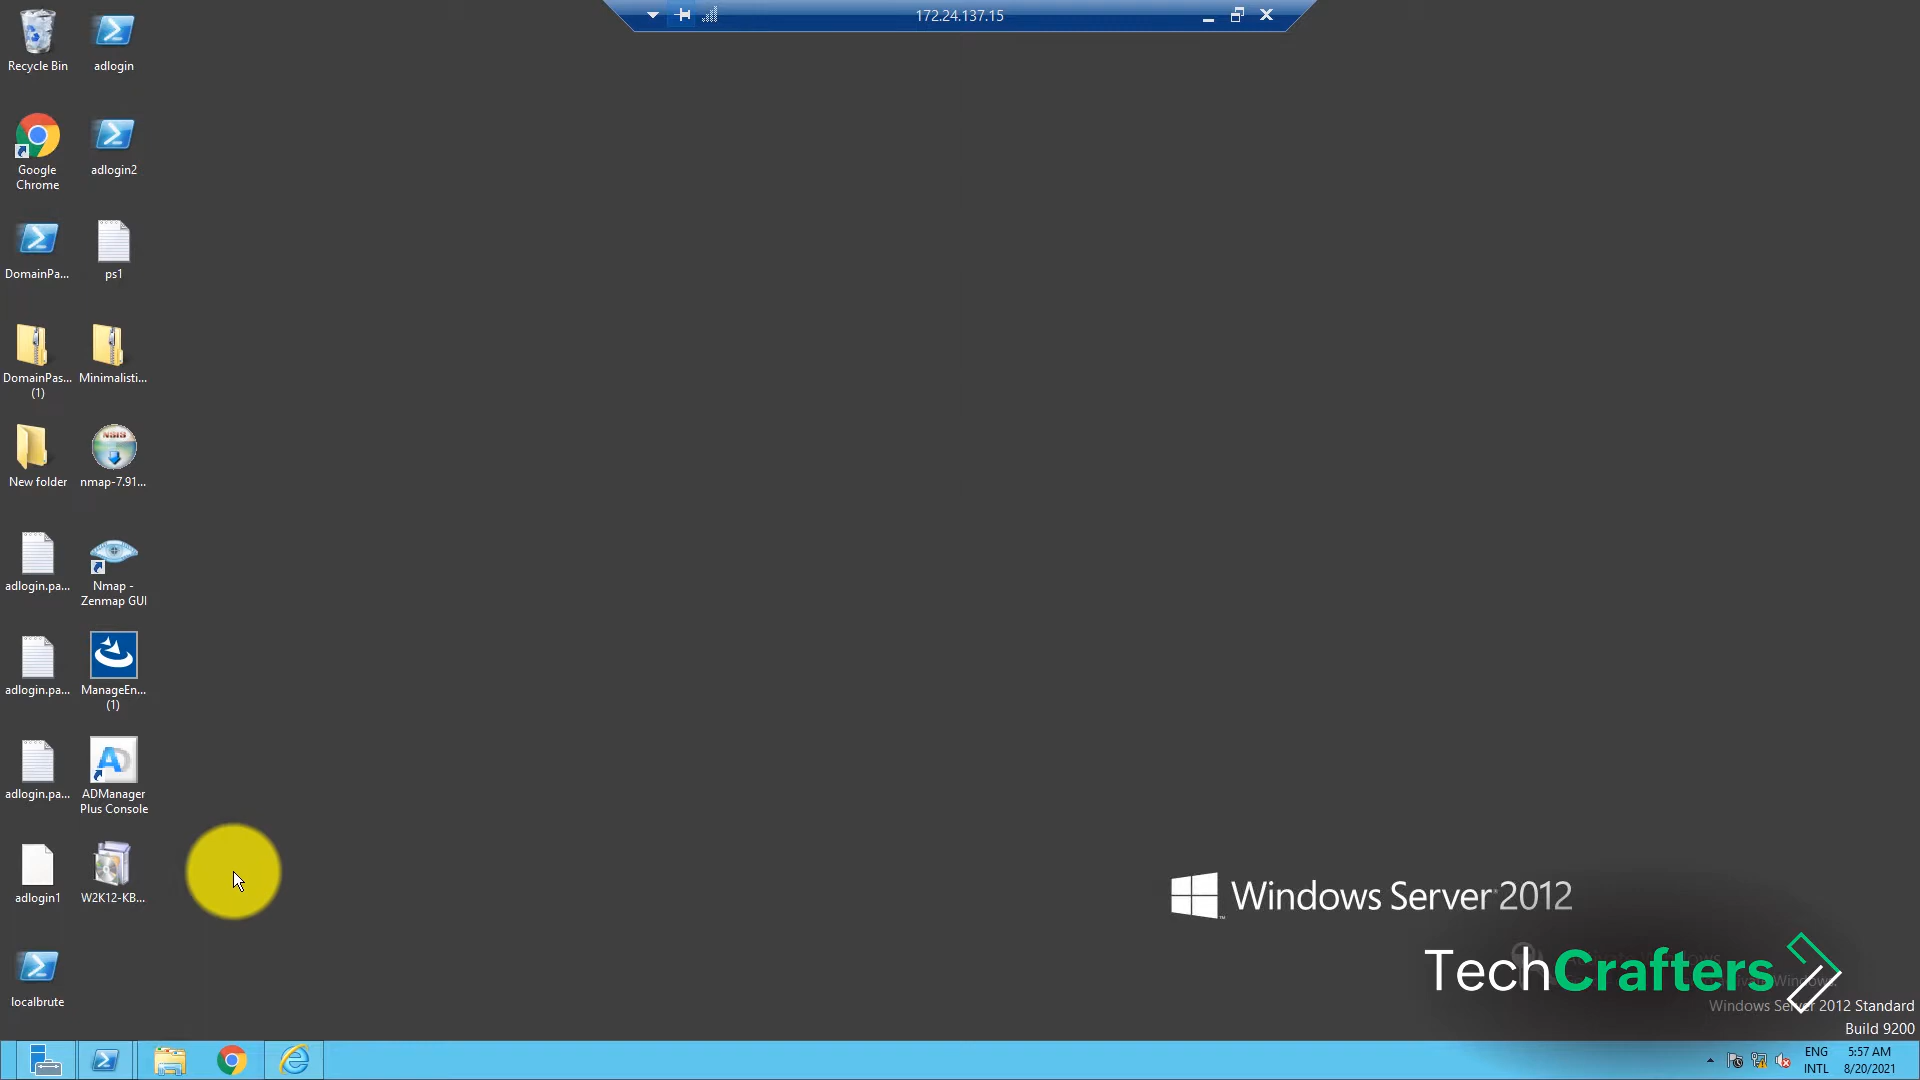 172.24.137.15
Recycle Bin
adlogin
Google
Chrome
adlogin2
DomainPa...
ps1
DomainPas...
(1)
Minimalisti...
New folder
nmap-7.91...
adlogin.pa...
Nmap -
Zenmap GUI
adlogin.pa...
ManageEn...
(1)
adlogin.pa...
ADManager
Plus Console
adlogin1
W2K12-KB...
localbrute
Windows Server 2012
TechCrafters
Windows Server 2012 Standard
Build 9200
ENG
INTL
5:57 AM
8/20/2021